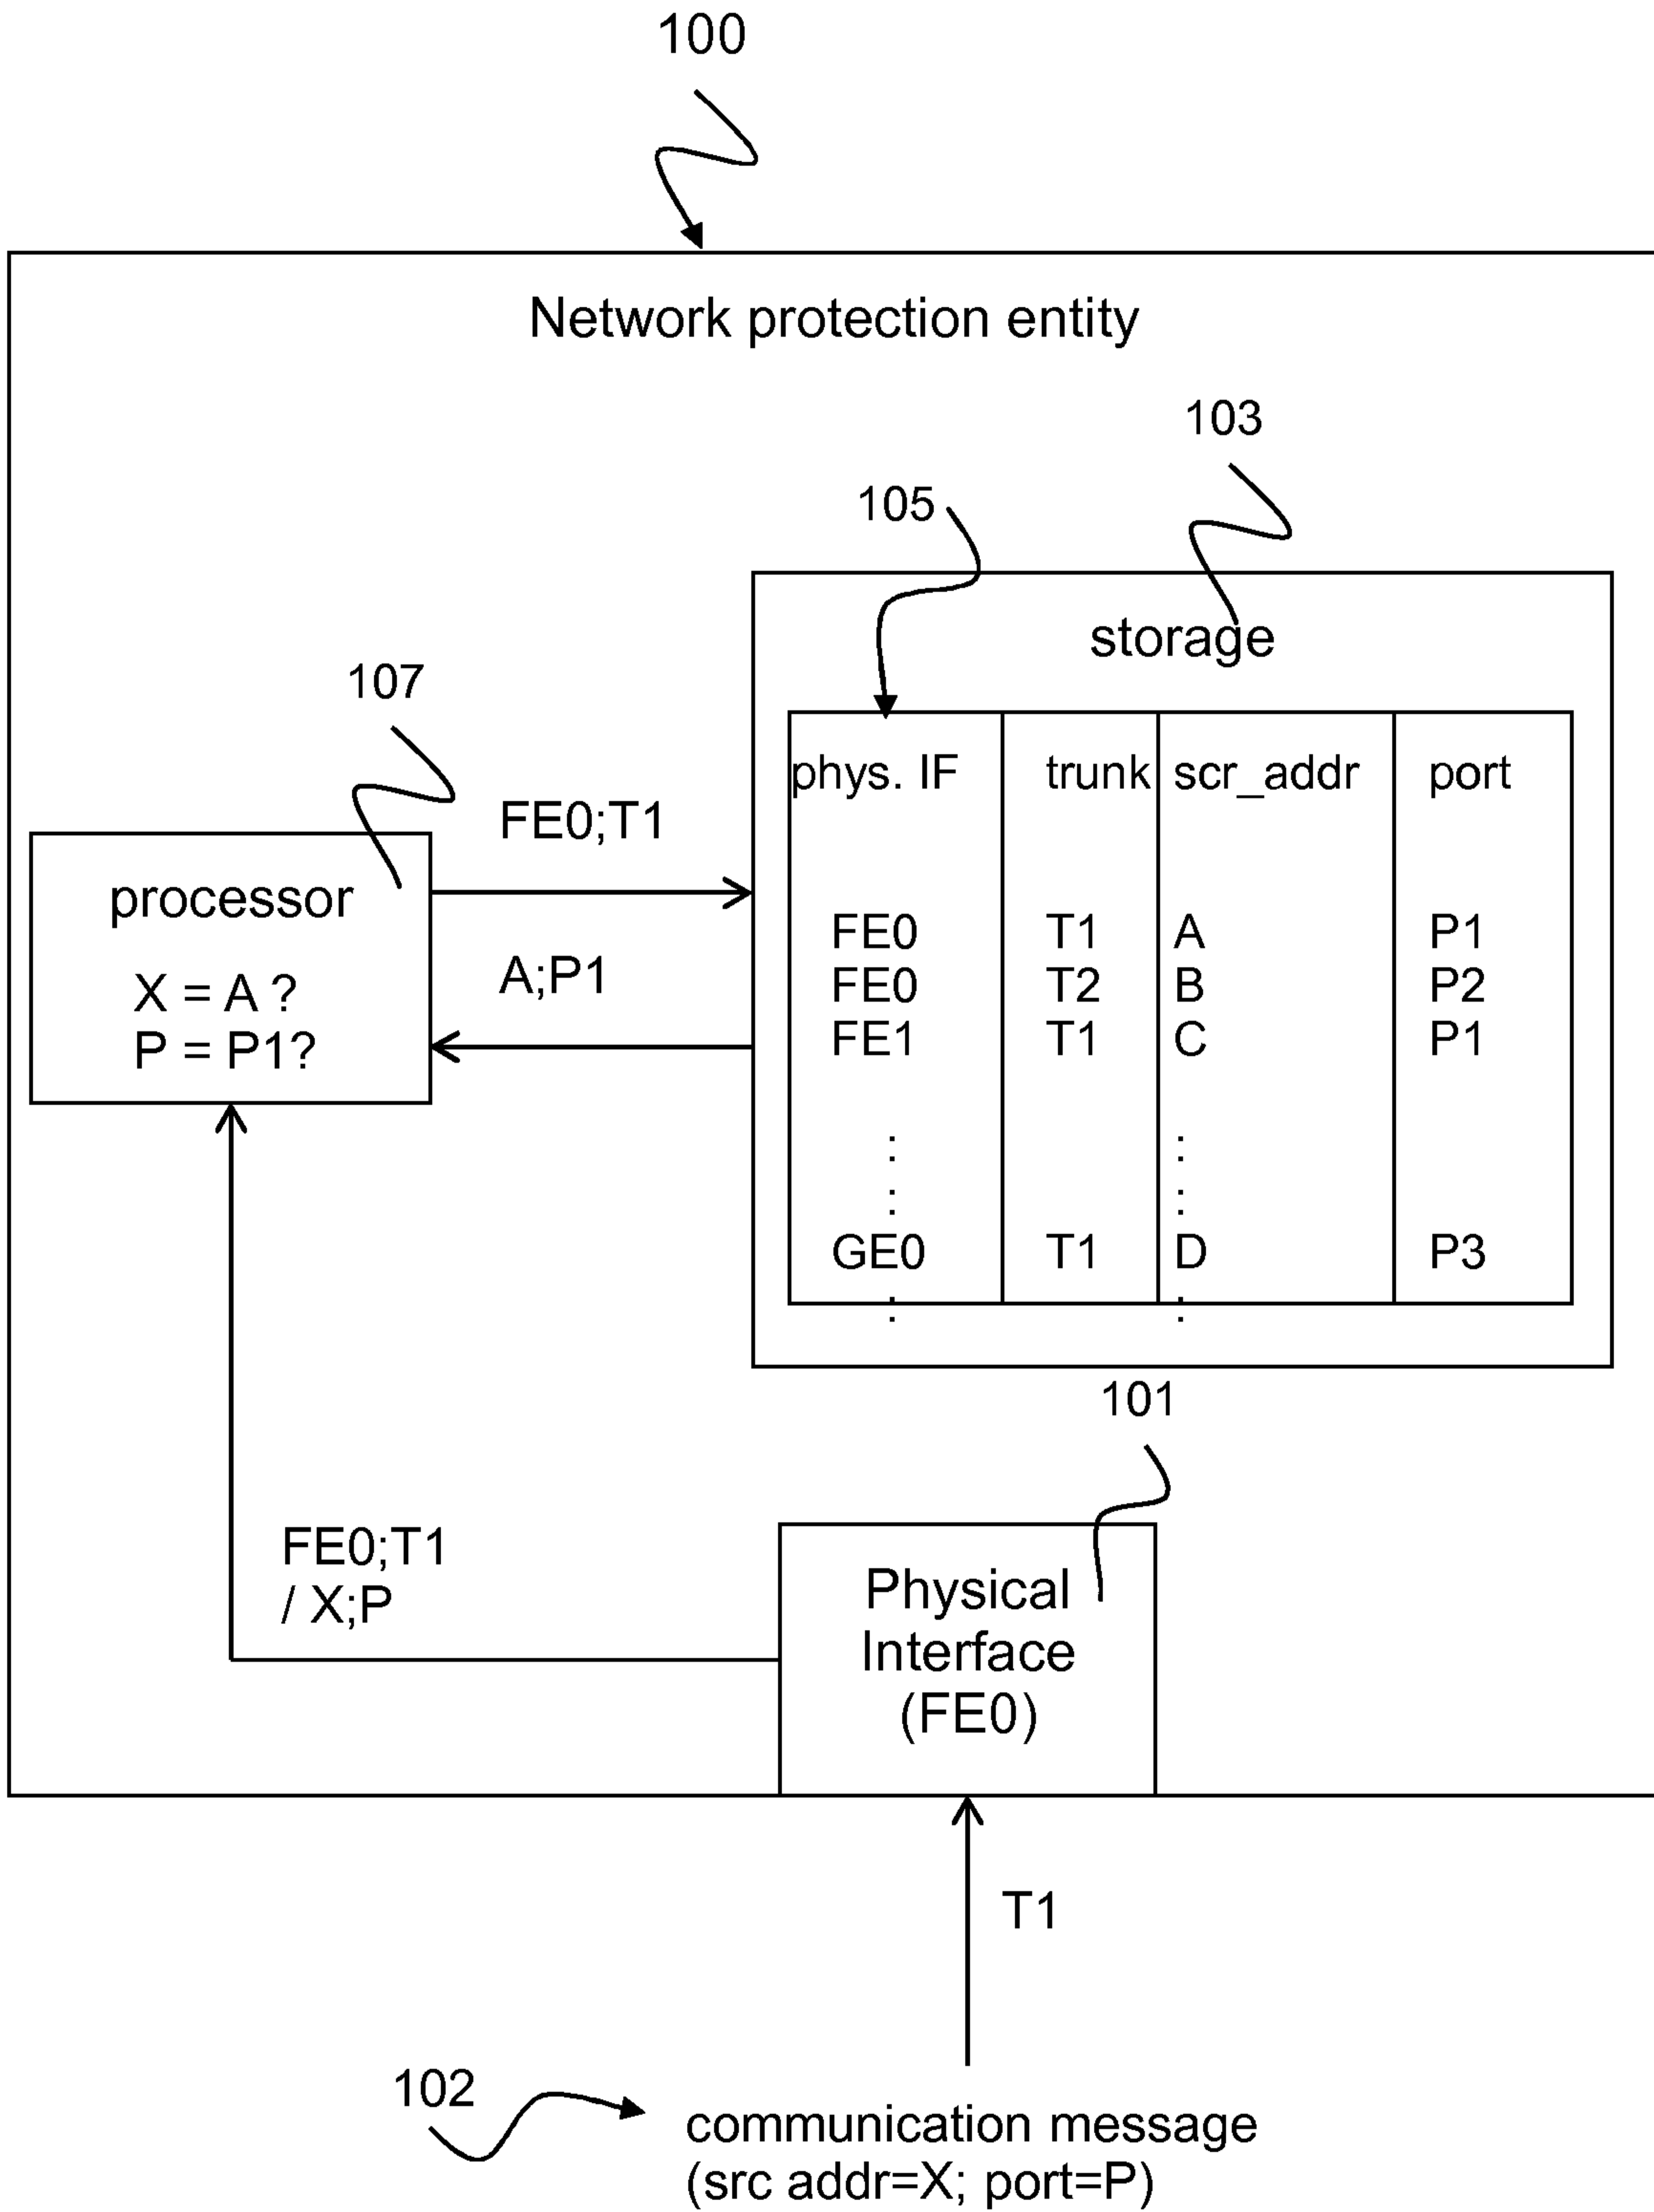 100
Network protection entity
103
105
storage
107
phys. IF trunk scr_addr port
FE0;T1
processor
FE0 T1 A P1
X = A ?
A;P1
FE0 T2 B P2
P = P1?
FE1 T1 C P1
: :
: :
GE0 T1 D P3
: :
101
FE0;T1
/ X;P
Physical
Interface
(FE0)
T1
102
communication message
(src addr=X; port=P)